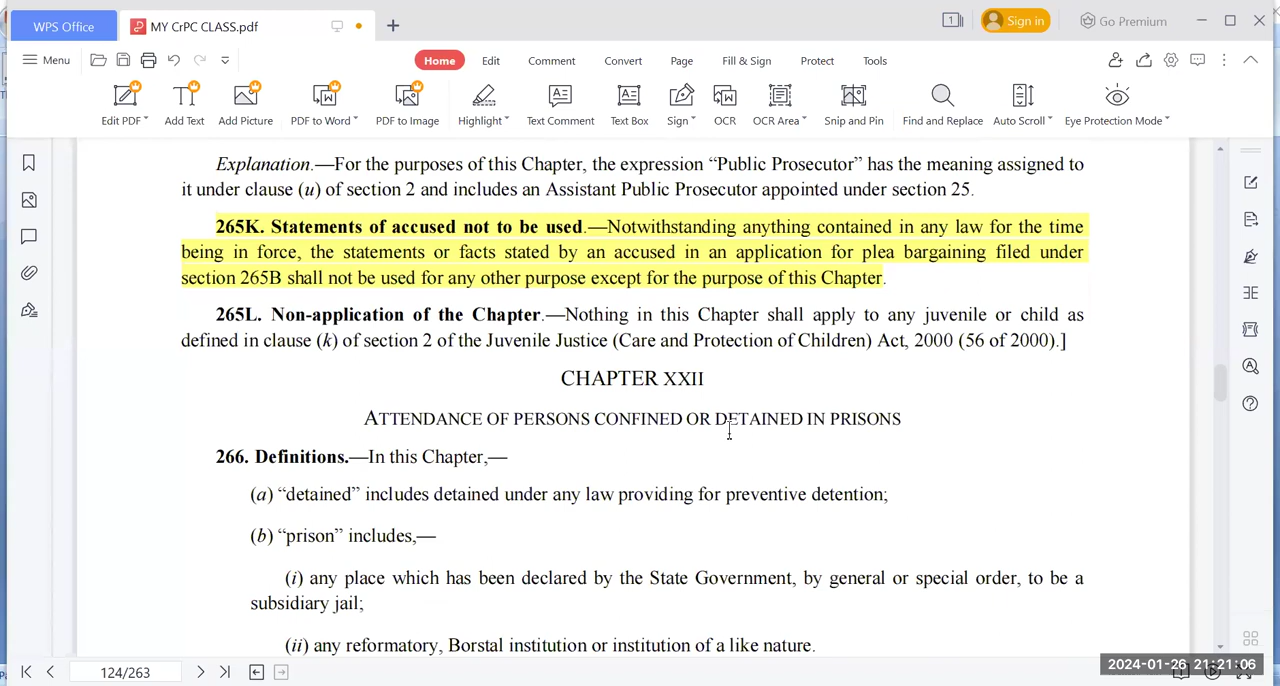 WPS Office
MY CrPC CLASS.pdf
1
Sign in
Go Premium
Menu
Home Edit Comment Convert Page Fill & Sign Protect Tools
Edit PDF Add Text Add Picture PDF to Word PDF to Image Highlight Text Comment Text Box Sign OCR OCR Area Snip and Pin Find and Replace Auto Scroll Eye Protection Mode
Explanation.—For the purposes of this Chapter, the expression “Public Prosecutor” has the meaning assigned to
it under clause (u) of section 2 and includes an Assistant Public Prosecutor appointed under section 25.
265K. Statements of accused not to be used.—Notwithstanding anything contained in any law for the time
being in force, the statements or facts stated by an accused in an application for plea bargaining filed under
section 265B shall not be used for any other purpose except for the purpose of this Chapter.
265L. Non-application of the Chapter.—Nothing in this Chapter shall apply to any juvenile or child as
defined in clause (k) of section 2 of the Juvenile Justice (Care and Protection of Children) Act, 2000 (56 of 2000).]
CHAPTER XXII
ATTENDANCE OF PERSONS CONFINED OR DETAINED IN PRISONS
266. Definitions.—In this Chapter,—
(a) “detained” includes detained under any law providing for preventive detention;
(b) “prison” includes,—
(i) any place which has been declared by the State Government, by general or special order, to be a
subsidiary jail;
(ii) any reformatory, Borstal institution or institution of a like nature.
124/263
2024-01-26 21:21:06